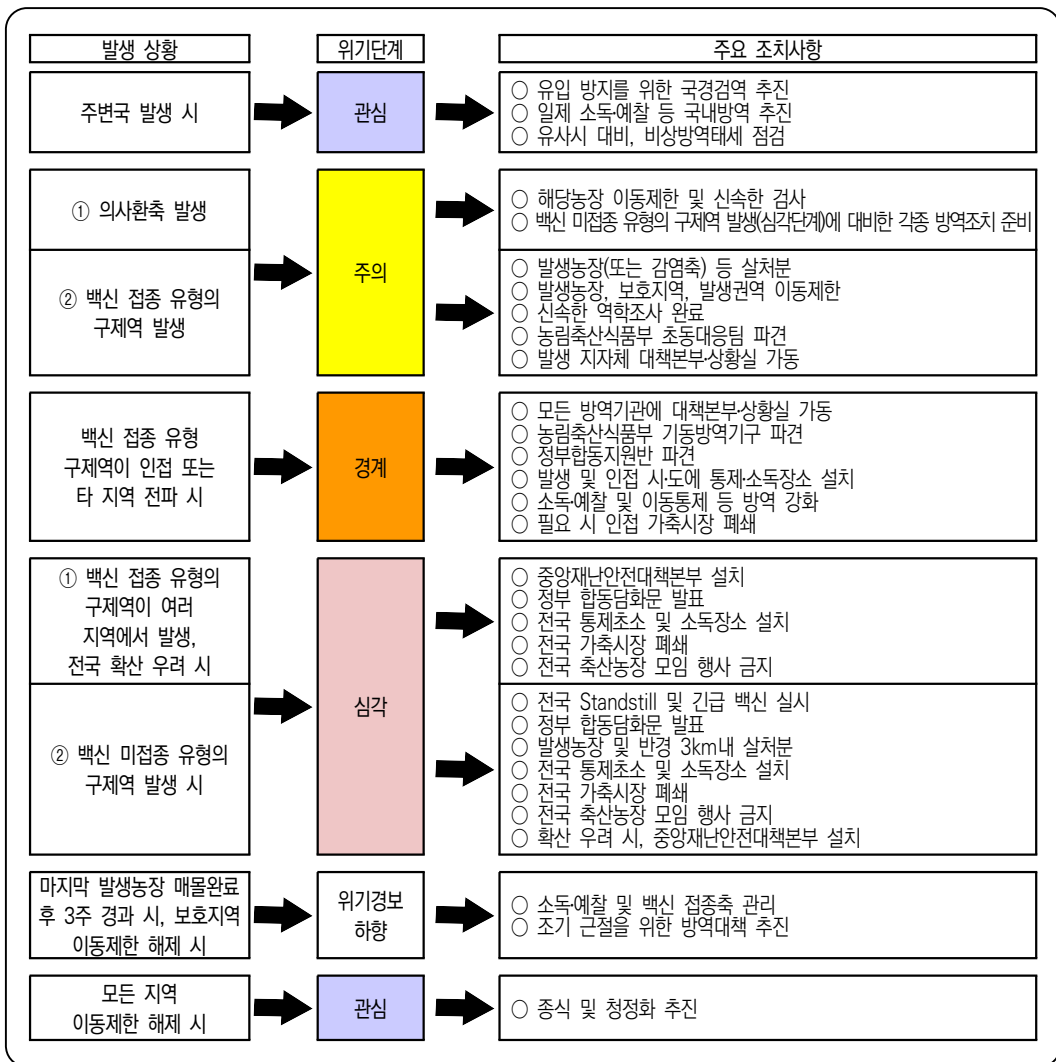 발생 상황
위기단계
주요 조치사항
주변국 발생 시
관심
○ 유입 방지를 위한 국경검역 추진
○ 일제 소독·예찰 등 국내방역 추진
○ 유사시 대비, 비상방역태세 점검
① 의사환축 발생
② 백신 접종 유형의
구제역 발생
주의
○ 해당농장 이동제한 및 신속한 검사
○ 백신 미접종 유형의 구제역 발생(심각단계)에 대비한 각종 방역조치 준비
○ 발생농장(또는 감염축) 등 살처분
○ 발생농장, 보호지역, 발생권역 이동제한
○ 신속한 역학조사 완료
○ 농림축산식품부 초동대응팀 파견
○ 발생 지자체 대책본부·상황실 가동
백신 접종 유형
구제역이 인접 또는
타 지역 전파 시
경계
○ 모든 방역기관에 대책본부·상황실 가동
○ 농림축산식품부 기동방역기구 파견
○ 정부합동지원반 파견
○ 발생 및 인접 시·도에 통제·소독장소 설치
○ 소독·예찰 및 이동통제 등 방역 강화
○ 필요 시 인접 가축시장 폐쇄
① 백신 접종 유형의
구제역이 여러
지역에서 발생,
전국 확산 우려 시
② 백신 미접종 유형의
구제역 발생 시
심각
○ 중앙재난안전대책본부 설치
○ 정부 합동담화문 발표
○ 전국 통제초소 및 소독장소 설치
○ 전국 가축시장 폐쇄
○ 전국 축산농장 모임 행사 금지
○ 전국 Standstill 및 긴급 백신 실시
○ 정부 합동담화문 발표
○ 발생농장 및 반경 3km내 살처분
○ 전국 통제초소 및 소독장소 설치
○ 전국 가축시장 폐쇄
○ 전국 축산농장 모임 행사 금지
○ 확산 우려 시, 중앙재난안전대책본부 설치
마지막 발생농장 매몰완료
후 3주 경과 시, 보호지역
이동제한 해제 시
위기경보
하향
○ 소독·예찰 및 백신 접종축 관리
○ 조기 근절을 위한 방역대책 추진
모든 지역
이동제한 해제 시
관심
○ 종식 및 청정화 추진